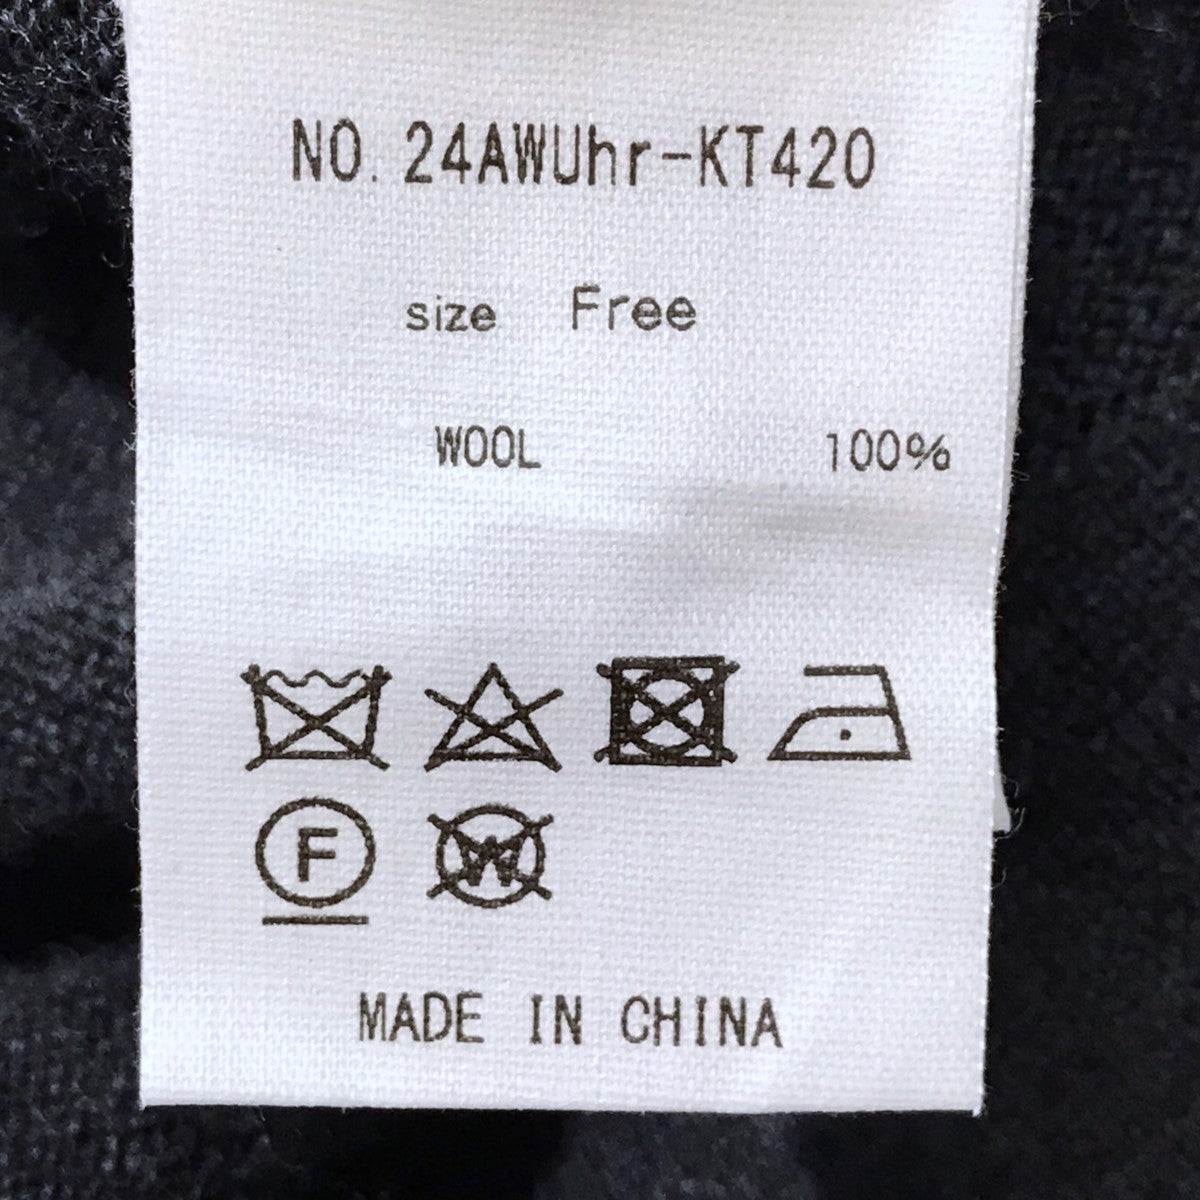 NO. 24AWUhr-KT420
size Free
WOOL 100%
F W
MADE IN CHINA